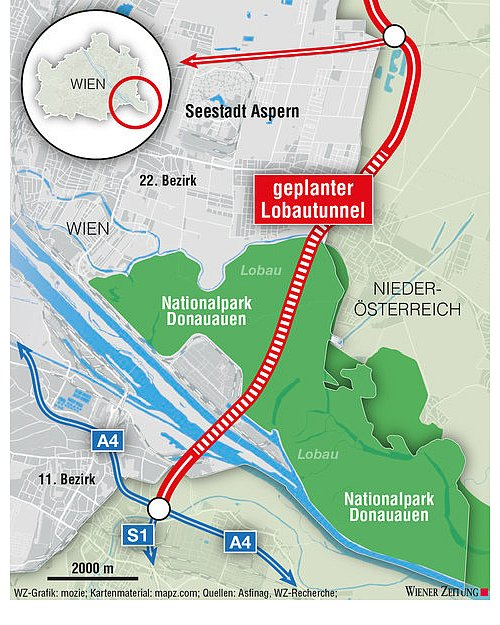 WIEN
Seestadt Aspern
22. Bezirk
geplanter
Lobautunnel
WIEN
Lobau
NIEDER-
ÖSTERREICH
Nationalpark
Donauauen
A4
Lobau
11. Bezirk
Nationalpark
Donauauen
S1
A4
2000 m
WZ-Grafik: mozie; Kartenmaterial: mapz.com; Quellen: Asfinag, WZ-Recherche;
WIENER ZEITUNG